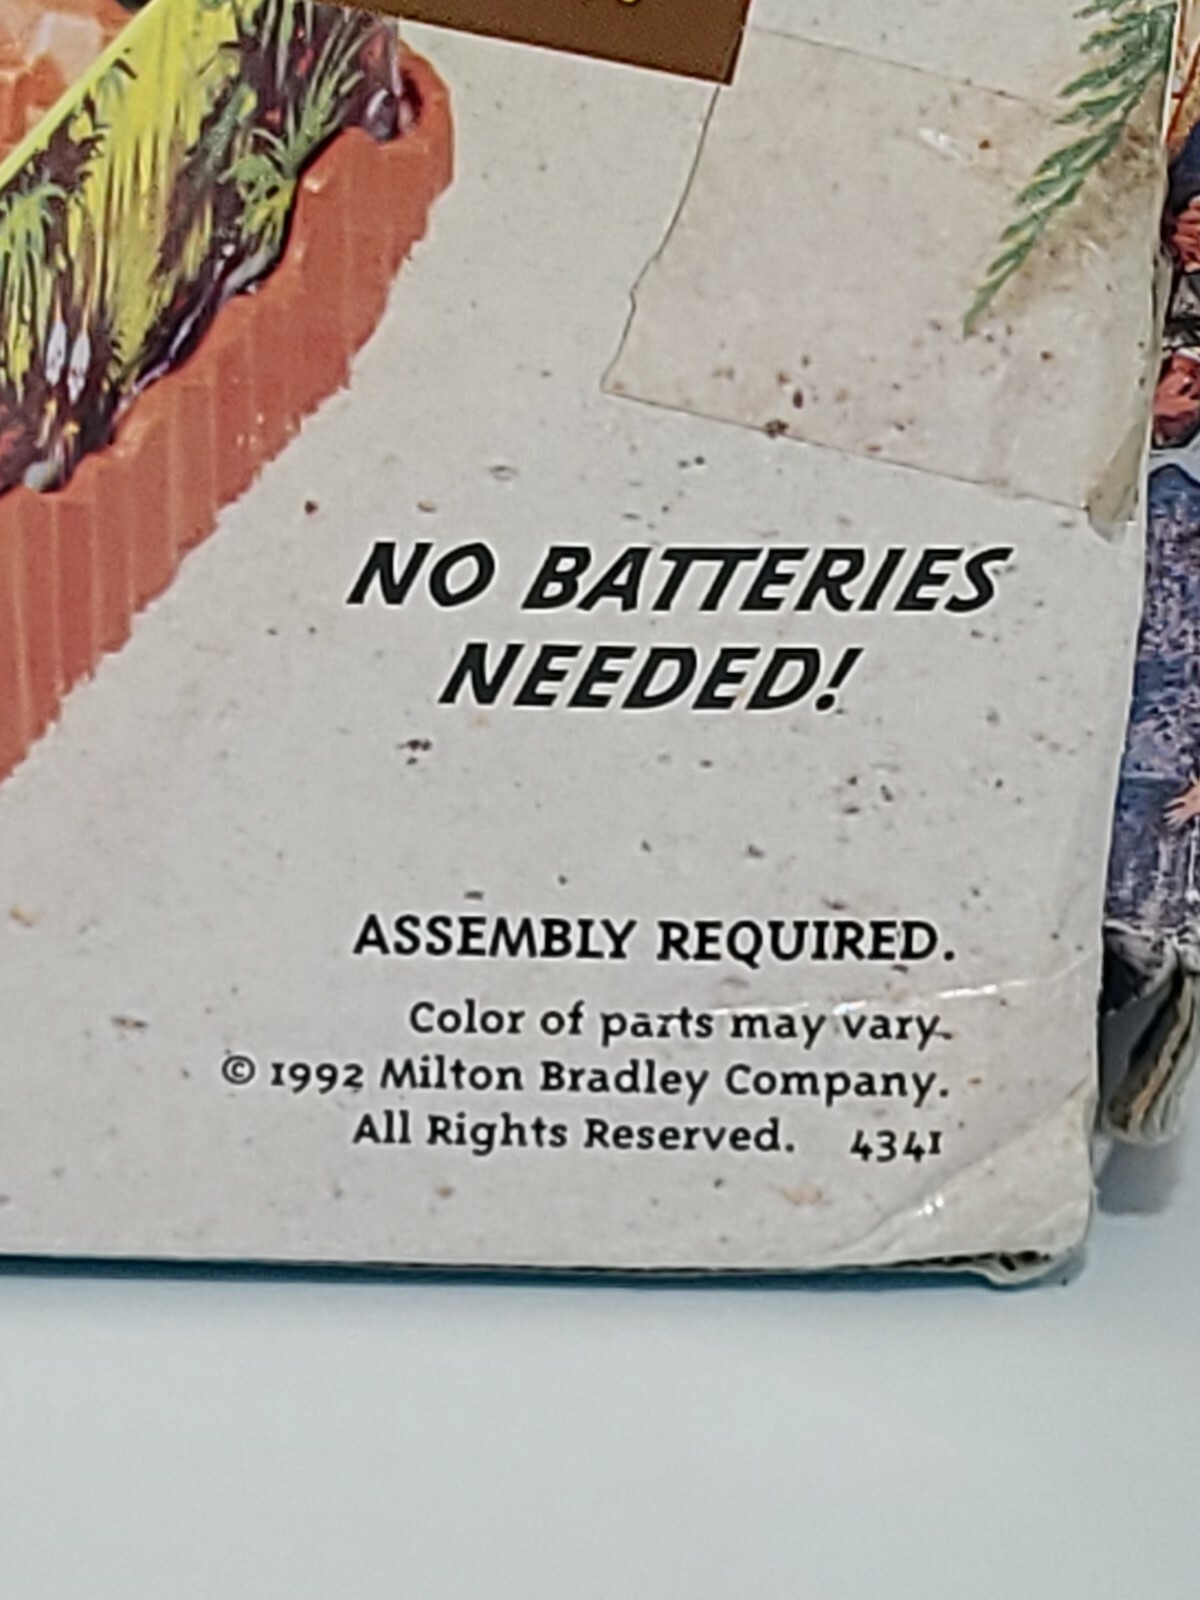 NO BATTERIES
NEEDED!
ASSEMBLY REQUIRED.
Color of parts may vary.
© 1992 Milton Bradley Company.
All Rights Reserved. 4341